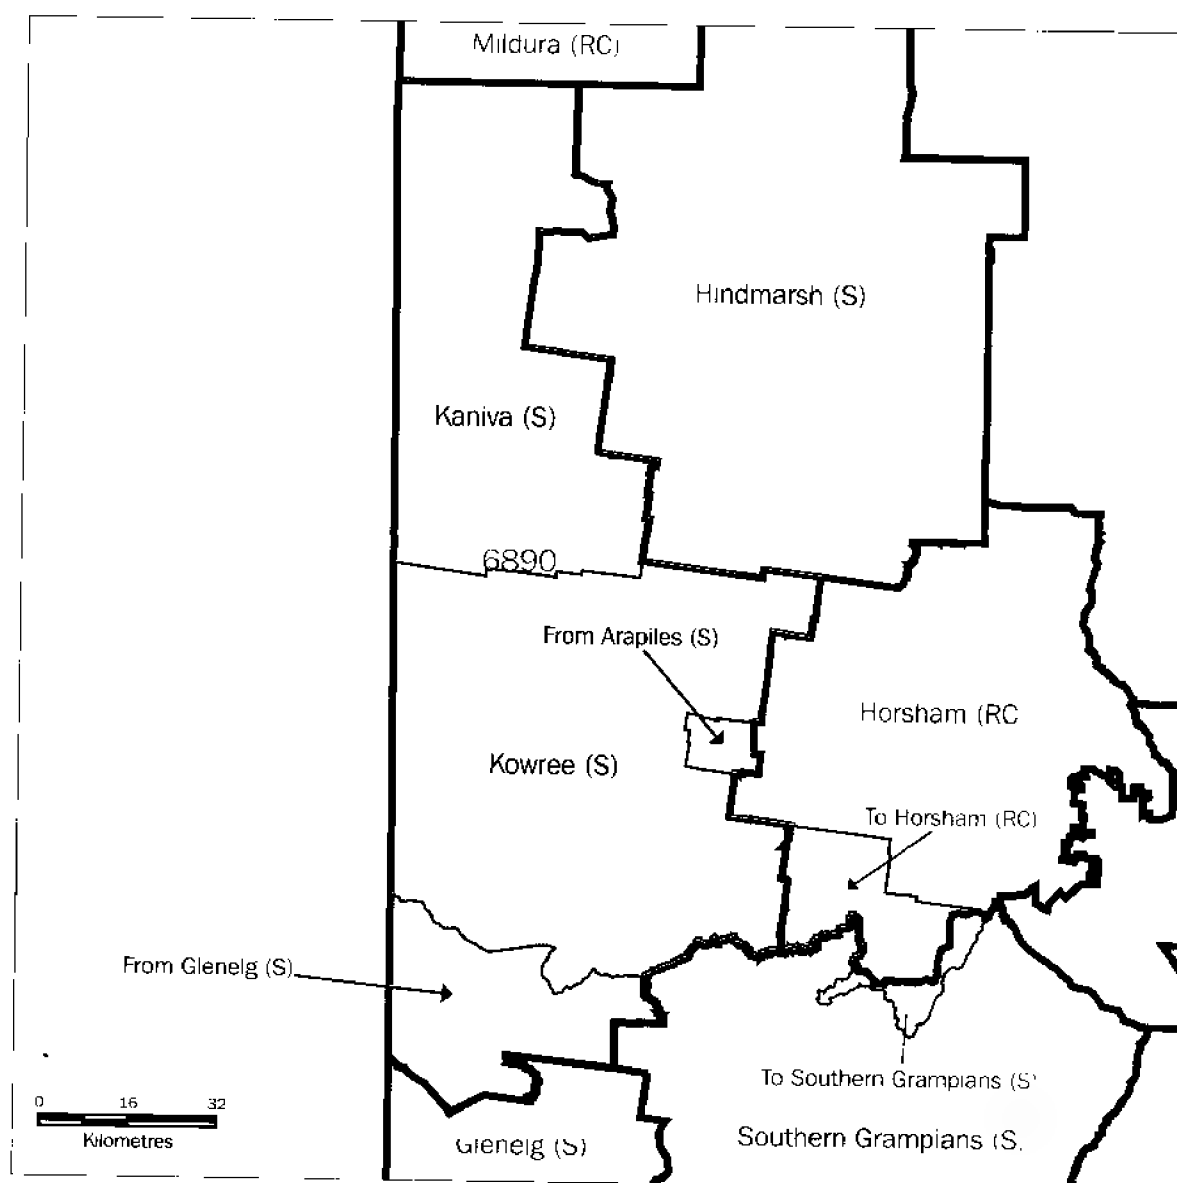 Mildura (RC)
Hindmarsh (S)
Kaniva (S)
6890
From Arapiles (S)
Horsham (RC
Kowree (S)
To Horsham (RC)
From Glenelg (S)
To Southern Grampians (S)
0 16 32
Kilometres
Southern Grampians (S.
Glenelg (S)